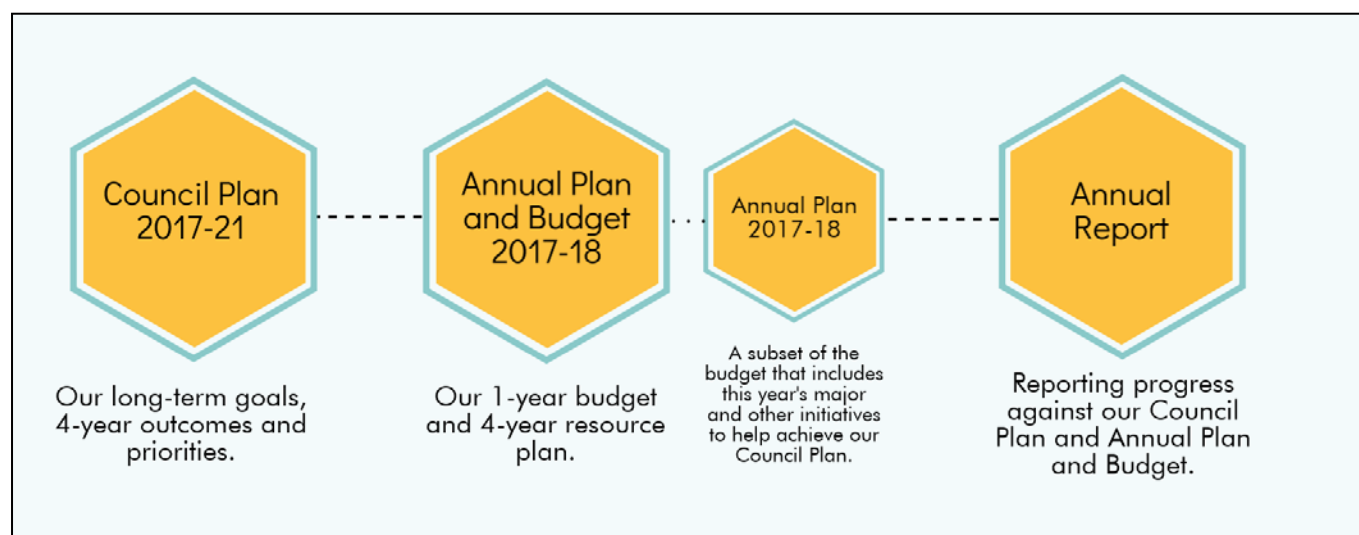 Council Plan
2017-21
Our long-term goals,
4-year outcomes and
priorities.
Annual Plan
and Budget
2017-18
Our 1-year budget
and 4-year resource
plan.
Annual Plan
2017-18
A subset of the
budget that includes
this year's major
and other initiatives
to help achieve our
Council Plan.
Annual
Report
Reporting progress
against our Council
Plan and Annual Plan
and Budget.